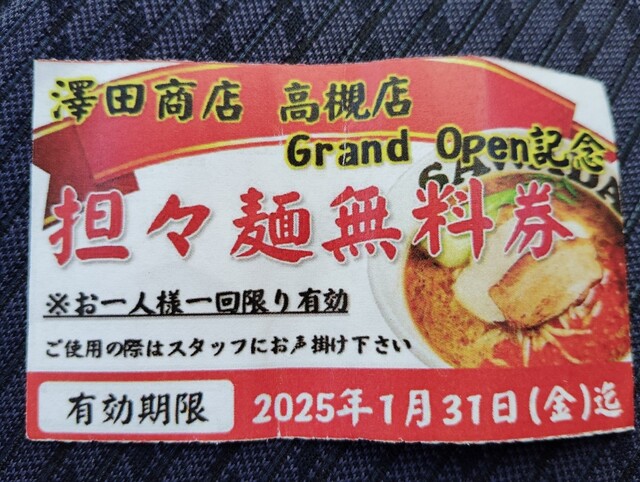 澤田商店 高槻店
Grand Open記念
担々麺無料券
※お一人様一回限り有効
ご使用の際はスタッフにお声掛け下さい
有効期限 2025年1月31日(金)迄